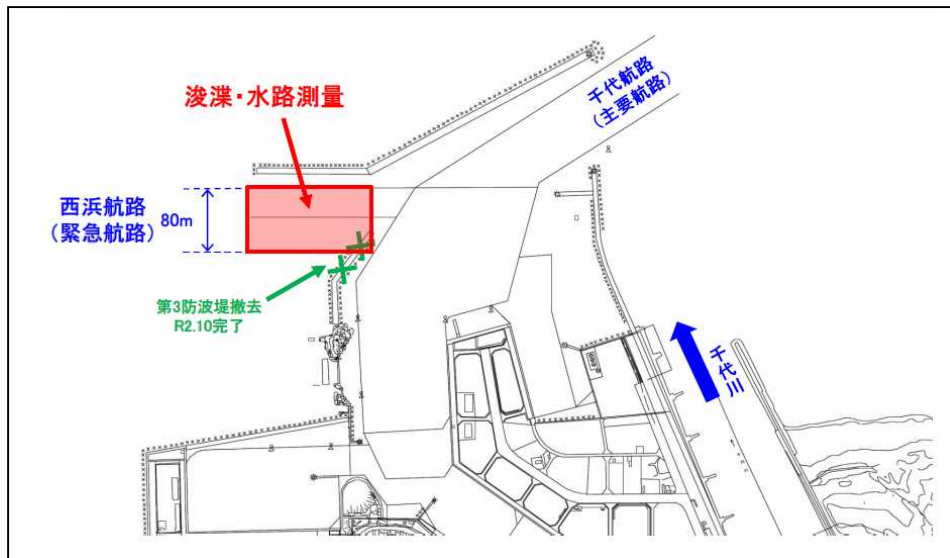 浚渫・水路測量
千代航路
(主要航路)
西浜航路
(緊急航路)
80m
第3防波堤撤去
R2.10完了
千代川